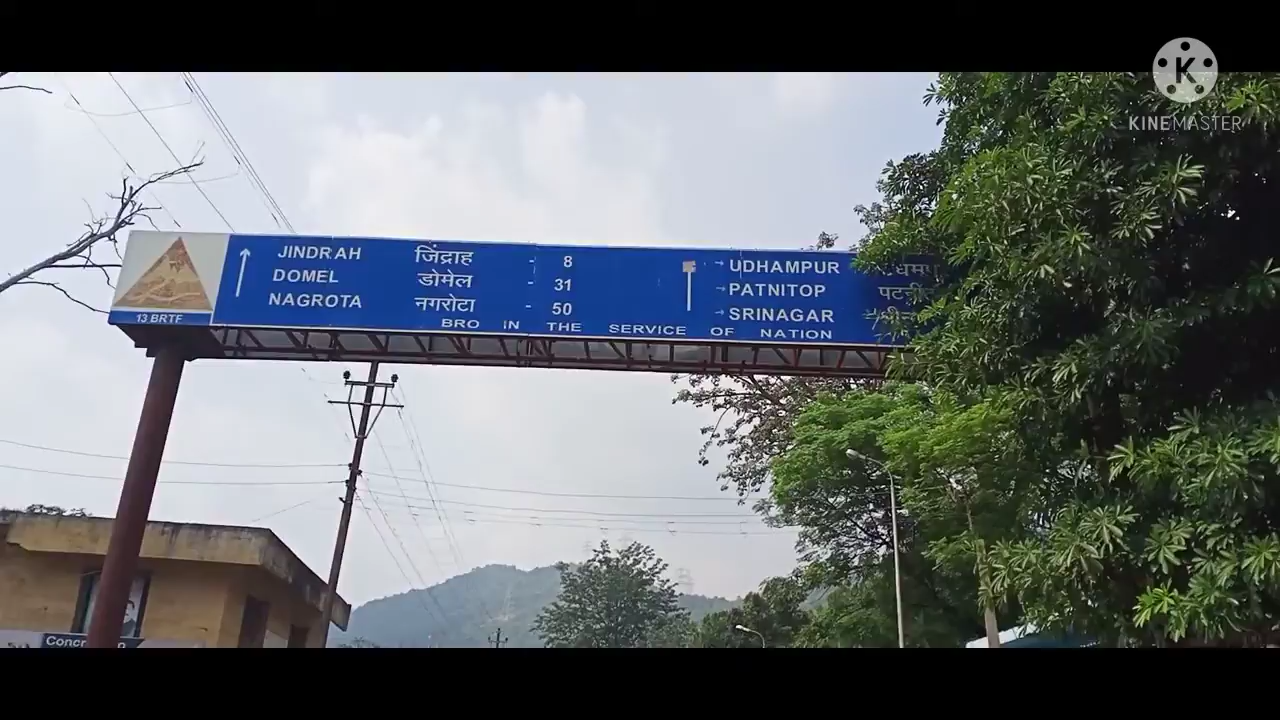 KINEMASTER
JINDRAH जिंद्राह - 8
DOMEL डोमेल - 31
NAGROTA नगरोटा - 50
→ UDHAMPUR
→ PATNITOP
→ SRINAGAR
13 BRTF
BRO IN THE SERVICE OF NATION